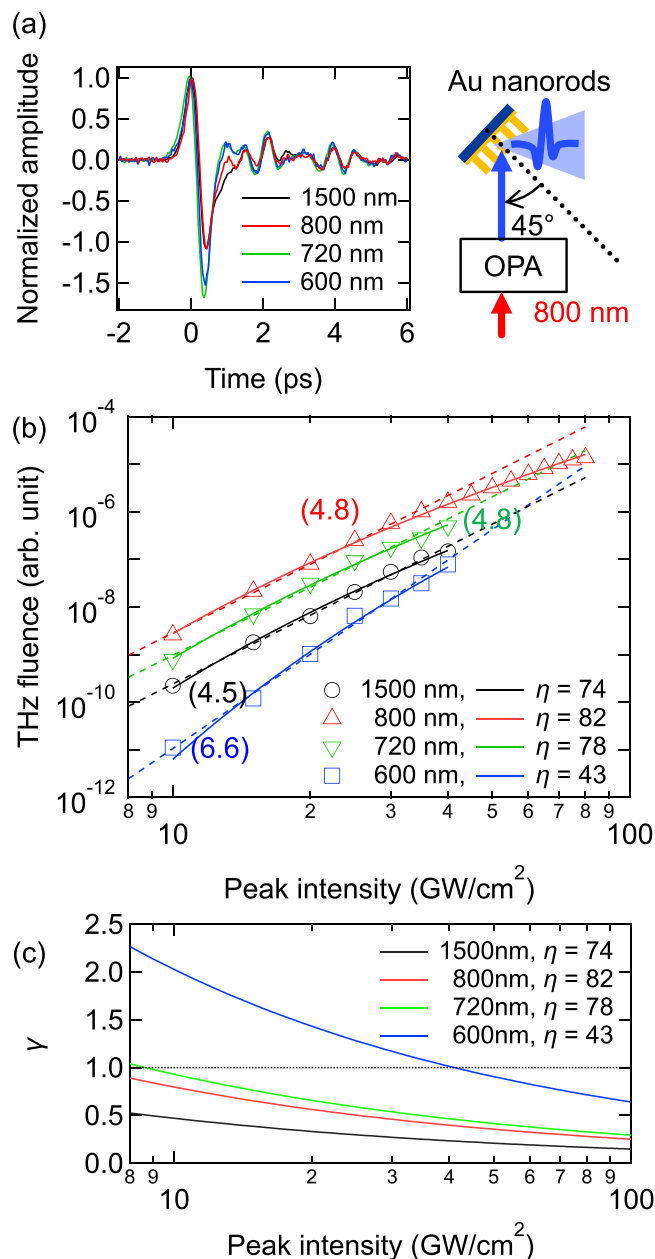 (a)
Normalized amplitude
1.0
0.5
0.0
-0.5
-1.0
-1.5
1500 nm
800 nm
720 nm
600 nm
-2 0 2 4 6
Time (ps)
Au nanorods
45°
OPA
800 nm
(b)
THz fluence (arb. unit)
10-4
10-6
10-8
10-10
10-12
(4.8)
(4.8)
(4.5)
(6.6)
1500 nm, η = 74
800 nm, η = 82
720 nm, η = 78
600 nm, η = 43
8 9 2 3 4 5 6 7 8 9
10 100
Peak intensity (GW/cm2)
(c)
γ
2.5
2.0
1.5
1.0
0.5
0.0
1500nm, η = 74
800nm, η = 82
720nm, η = 78
600nm, η = 43
8 9 2 3 4 5 6 7 8 9
10 100
Peak intensity (GW/cm2)